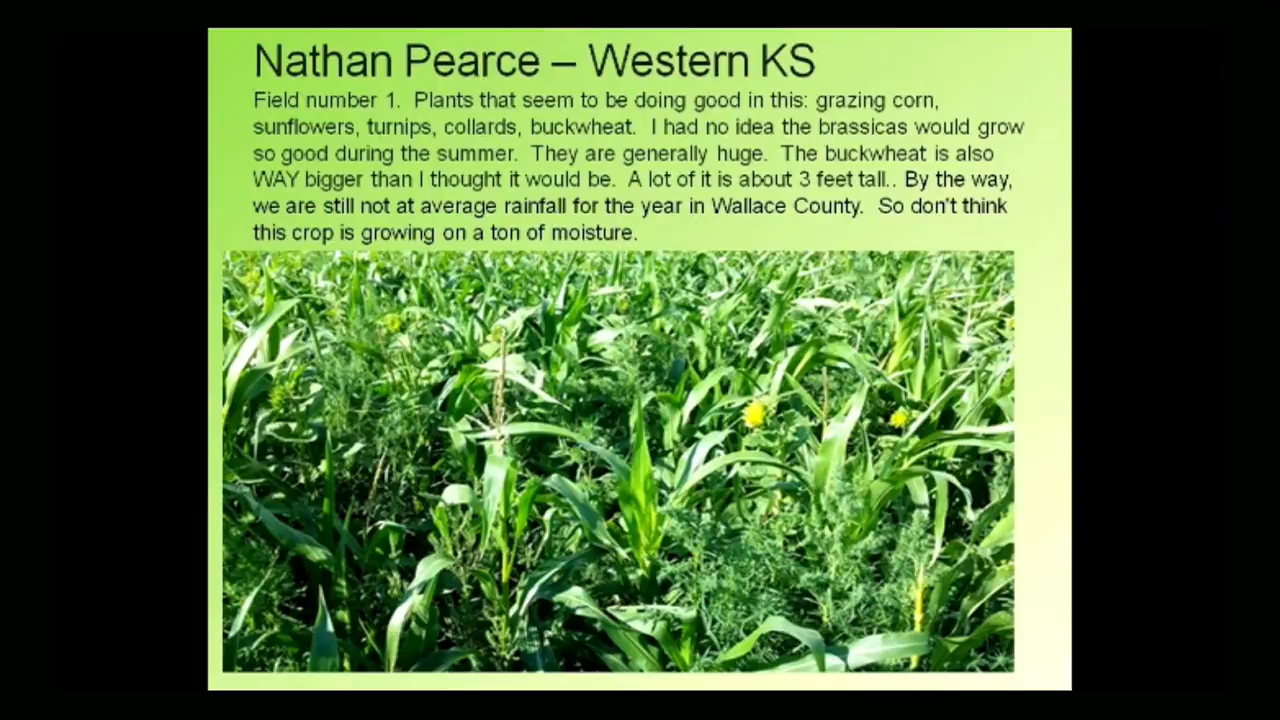 Nathan Pearce – Western KS
Field number 1.  Plants that seem to be doing good in this: grazing corn,
sunflowers, turnips, collards, buckwheat.  I had no idea the brassicas would grow
so good during the summer.  They are generally huge.  The buckwheat is also
WAY bigger than I thought it would be.  A lot of it is about 3 feet tall.. By the way,
we are still not at average rainfall for the year in Wallace County.  So don't think
this crop is growing on a ton of moisture.